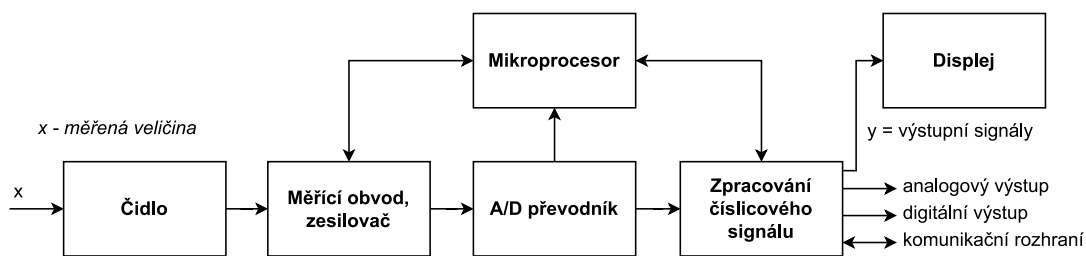 Mikroprocesor
Displej
x - měřená veličina
y = výstupní signály
x
Čidlo
Měřící obvod,
zesilovač
A/D převodník
Zpracování
číslicového
signálu
analogový výstup
digitální výstup
komunikační rozhraní